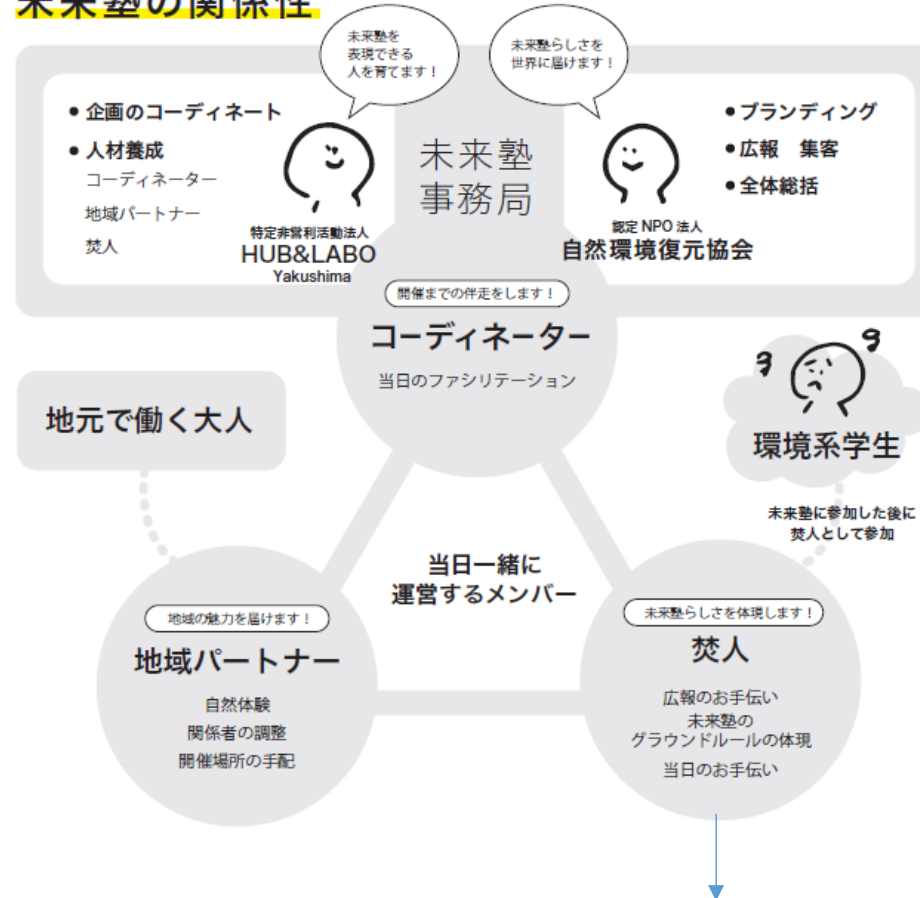 未来塾の関係性
未来塾を
表現できる
人を育てます！
未来塾らしさを
世界に届けます！
● 企画のコーディネート
● 人材養成
コーディネーター
地域パートナー
焚人
特定非営利活動法人
HUB&LABO
Yakushima
未来塾
事務局
認定 NPO 法人
自然環境復元協会
●ブランディング
●広報　集客
●全体総括
開催までの伴走をします！
コーディネーター
当日のファシリテーション
地元で働く大人
環境系学生
未来塾に参加した後に
焚人として参加
当日一緒に
運営するメンバー
地域の魅力を届けます！
地域パートナー
自然体験
関係者の調整
開催場所の手配
未来塾らしさを体現します！
焚人
広報のお手伝い
未来塾の
グラウンドルールの体現
当日のお手伝い